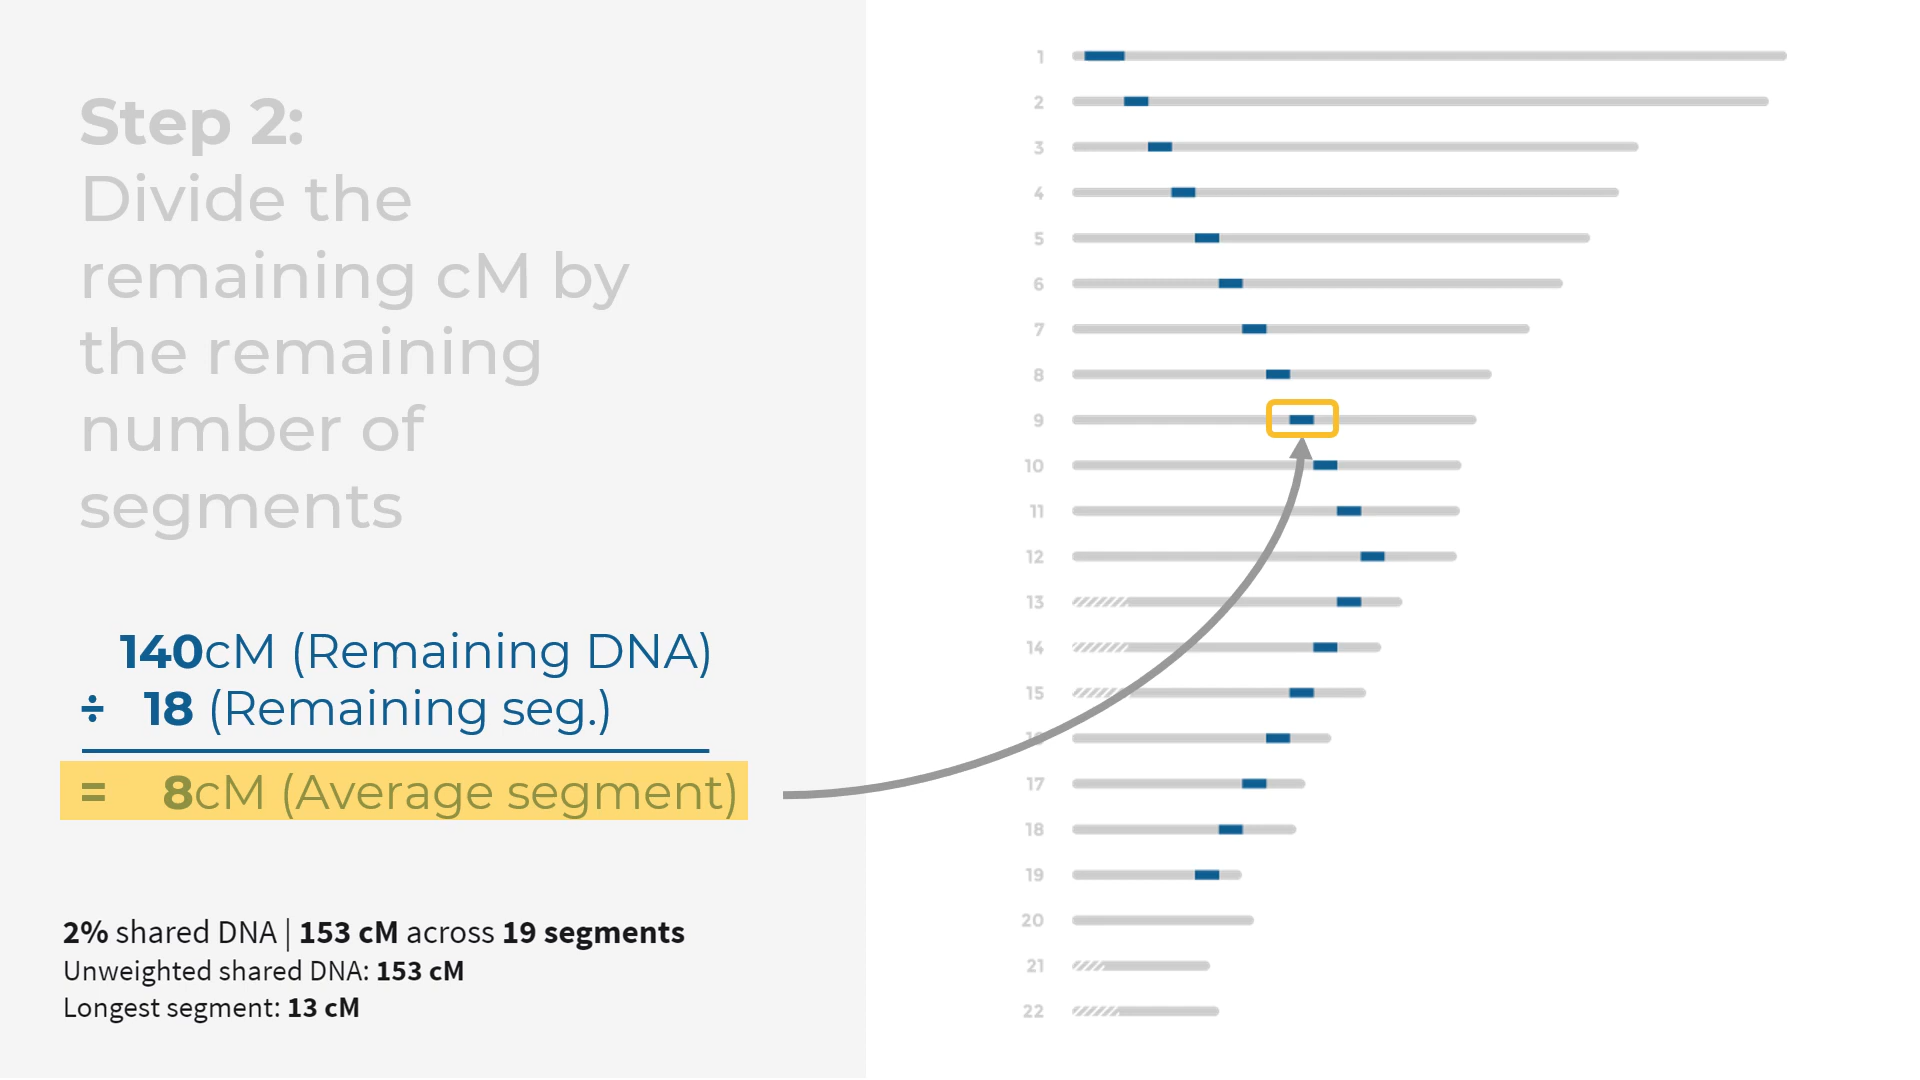 Step 2:
Divide the
remaining cM by
the remaining
number of
segments
140cM (Remaining DNA)
÷ 18 (Remaining seg.)
= 8cM (Average segment)
2% shared DNA | 153 cM across 19 segments
Unweighted shared DNA: 153 cM
Longest segment: 13 cM
1
2
3
4
5
6
7
8
9
10
11
12
13
14
15
16
17
18
19
20
21
22